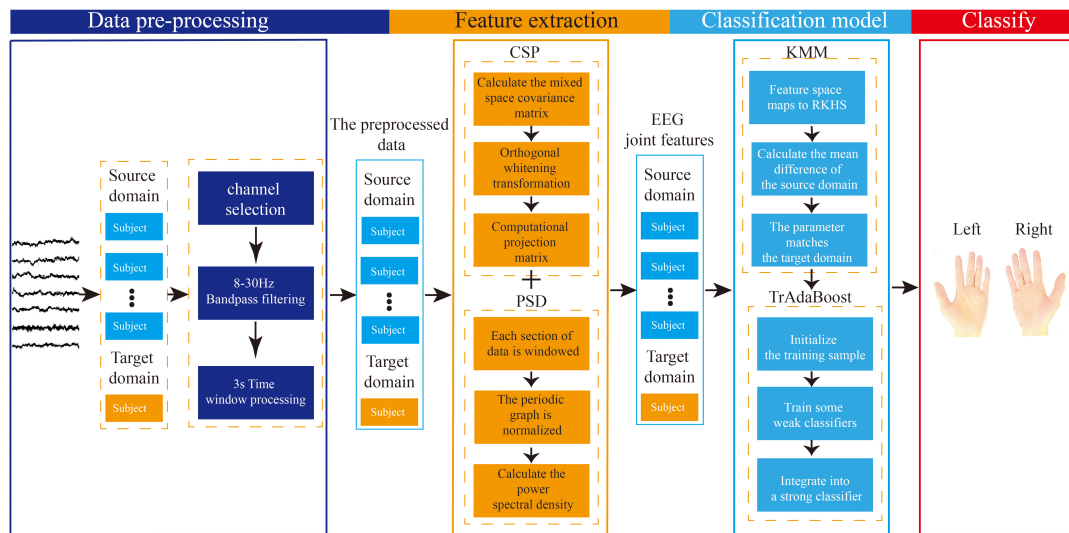 Data pre-processing
Feature extraction
Classification model
Classify
Source
domain
Subject
Subject
Subject
Target
domain
Subject
channel
selection
8-30Hz
Bandpass filtering
3s Time
window processing
The preprocessed
data
Source
domain
Subject
Subject
Subject
Target
domain
Subject
CSP
Calculate the mixed
space covariance
matrix
Orthogonal
whitening
transformation
Computational
projection
matrix
+
PSD
Each section of
data is windowed
The periodic graph is
normalized
Calculate the
power
spectral density
EEG
joint features
Source
domain
Subject
Subject
Subject
Target
domain
Subject
KMM
Feature space
maps to RKHS
Calculate the mean
difference of
the source domain
The parameter
matches
the target domain
TrAdaBoost
Initialize
the training sample
Train some
weak classifiers
Integrate into
a strong classifier
Left
Right